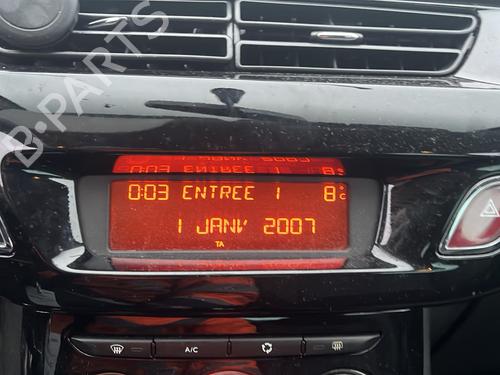 0:03 ENTREE 1 8°C
1 JANV 2007
TA
A/C
B-PARTS